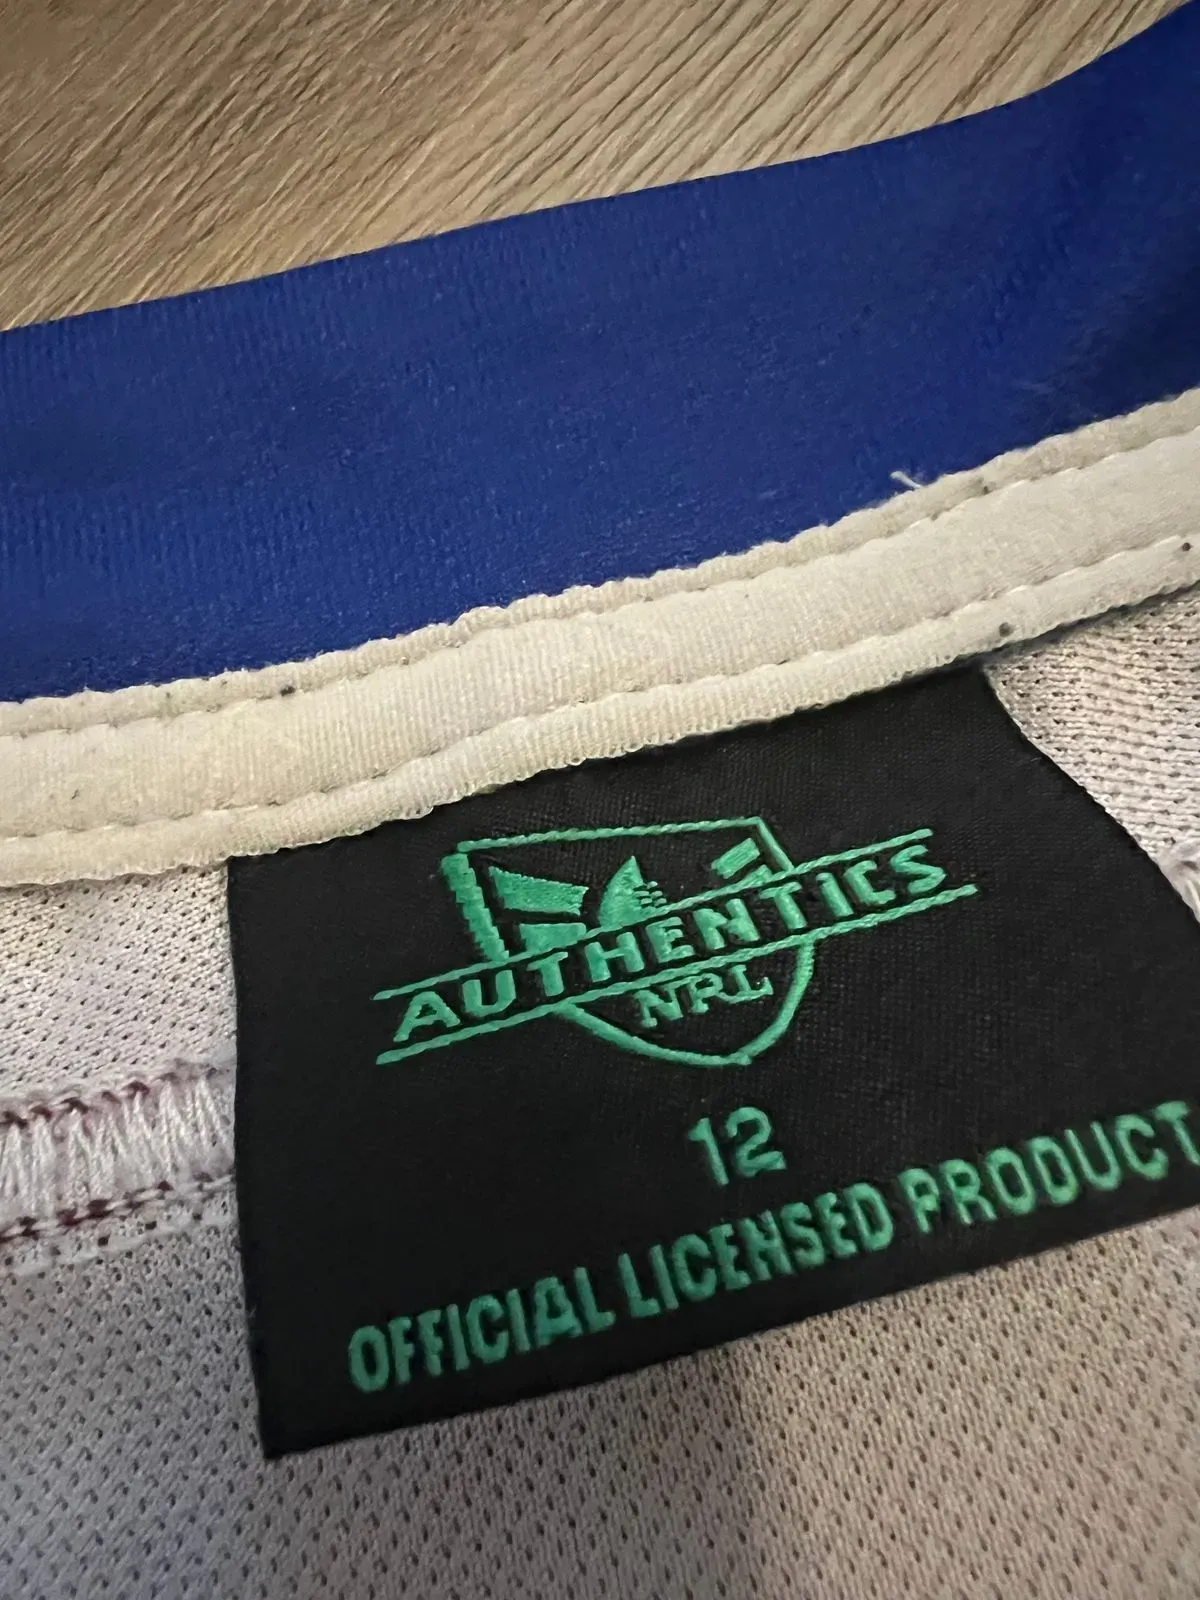 AUTHENTICS
NRL
12
OFFICIAL LICENSED PRODUCT